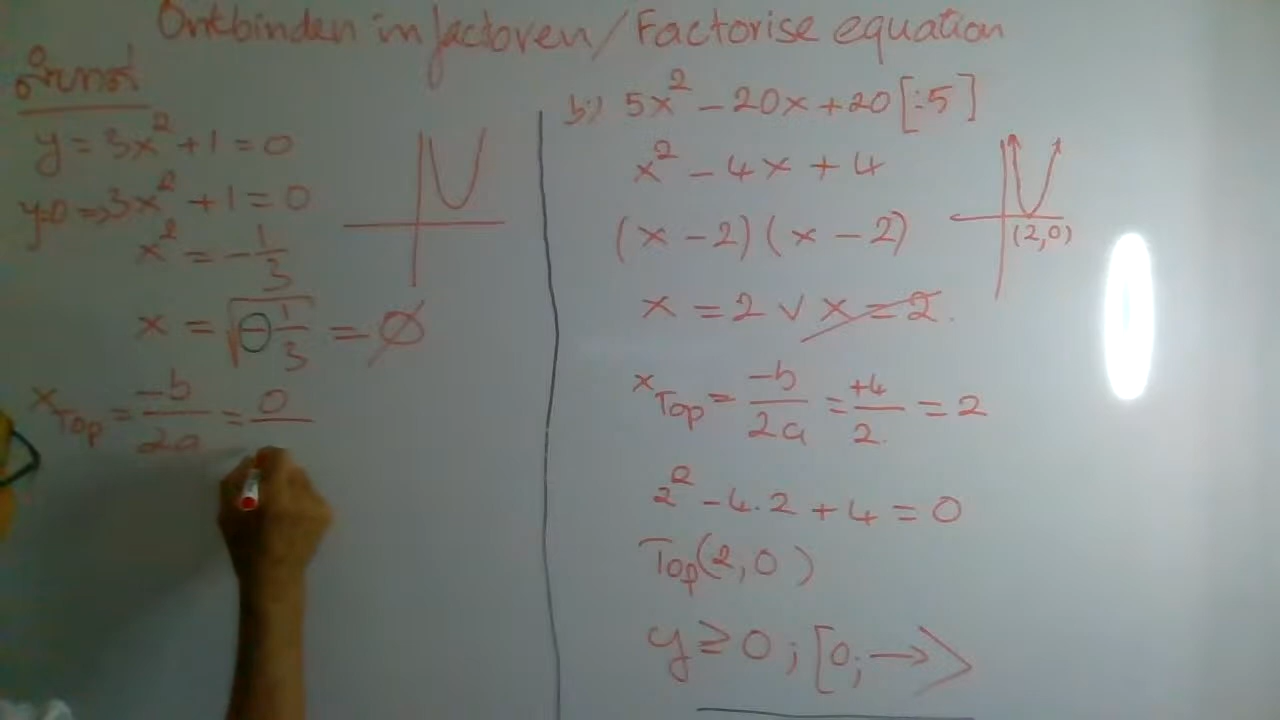 Ontbinden in factoren/Factorise equation
y = 3x² + 1 = 0
y=0 => 3x² + 1 = 0
x² = -1/3
x = √(-1/3) = ∅
x_Top = -b/2a = 0/
b:) 5x² - 20x + 20 [:5]
x² - 4x + 4
(x - 2)(x - 2)
x = 2 ∨ x = 2.
x_Top = -b/2a = +4/2. = 2
2² - 4.2 + 4 = 0
Top(2,0)
y ≥ 0 ; [0; →>
(2,0)